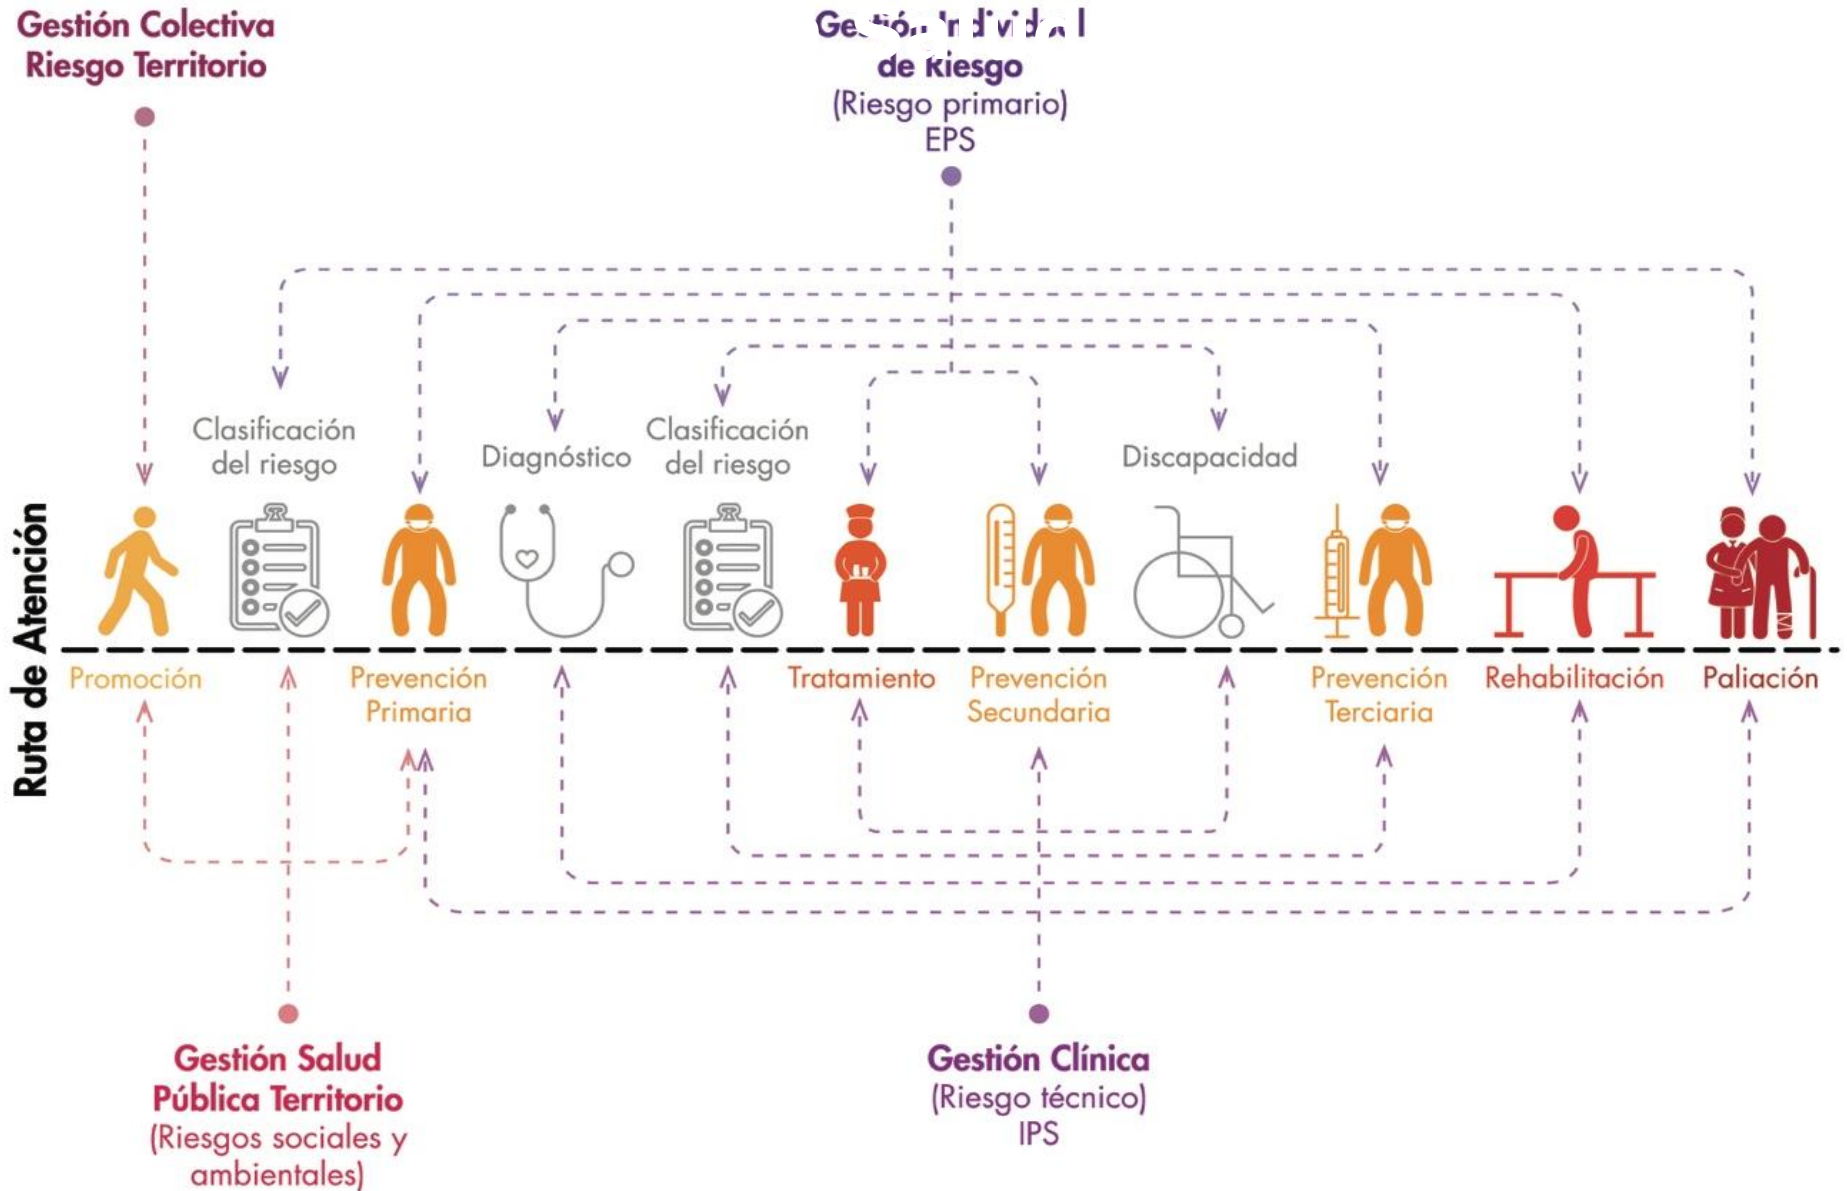 Gestión Colectiva
Riesgo Territorio
Gestión Individual
de Riesgo
(Riesgo primario)
EPS
Clasificación
del riesgo
Diagnóstico
Clasificación
del riesgo
Discapacidad
Ruta de Atención
Promoción
Prevención
Primaria
Tratamiento
Prevención
Secundaria
Prevención
Terciaria
Rehabilitación
Paliación
Gestión Salud
Pública Territorio
(Riesgos sociales y
ambientales)
Gestión Clínica
(Riesgo técnico)
IPS